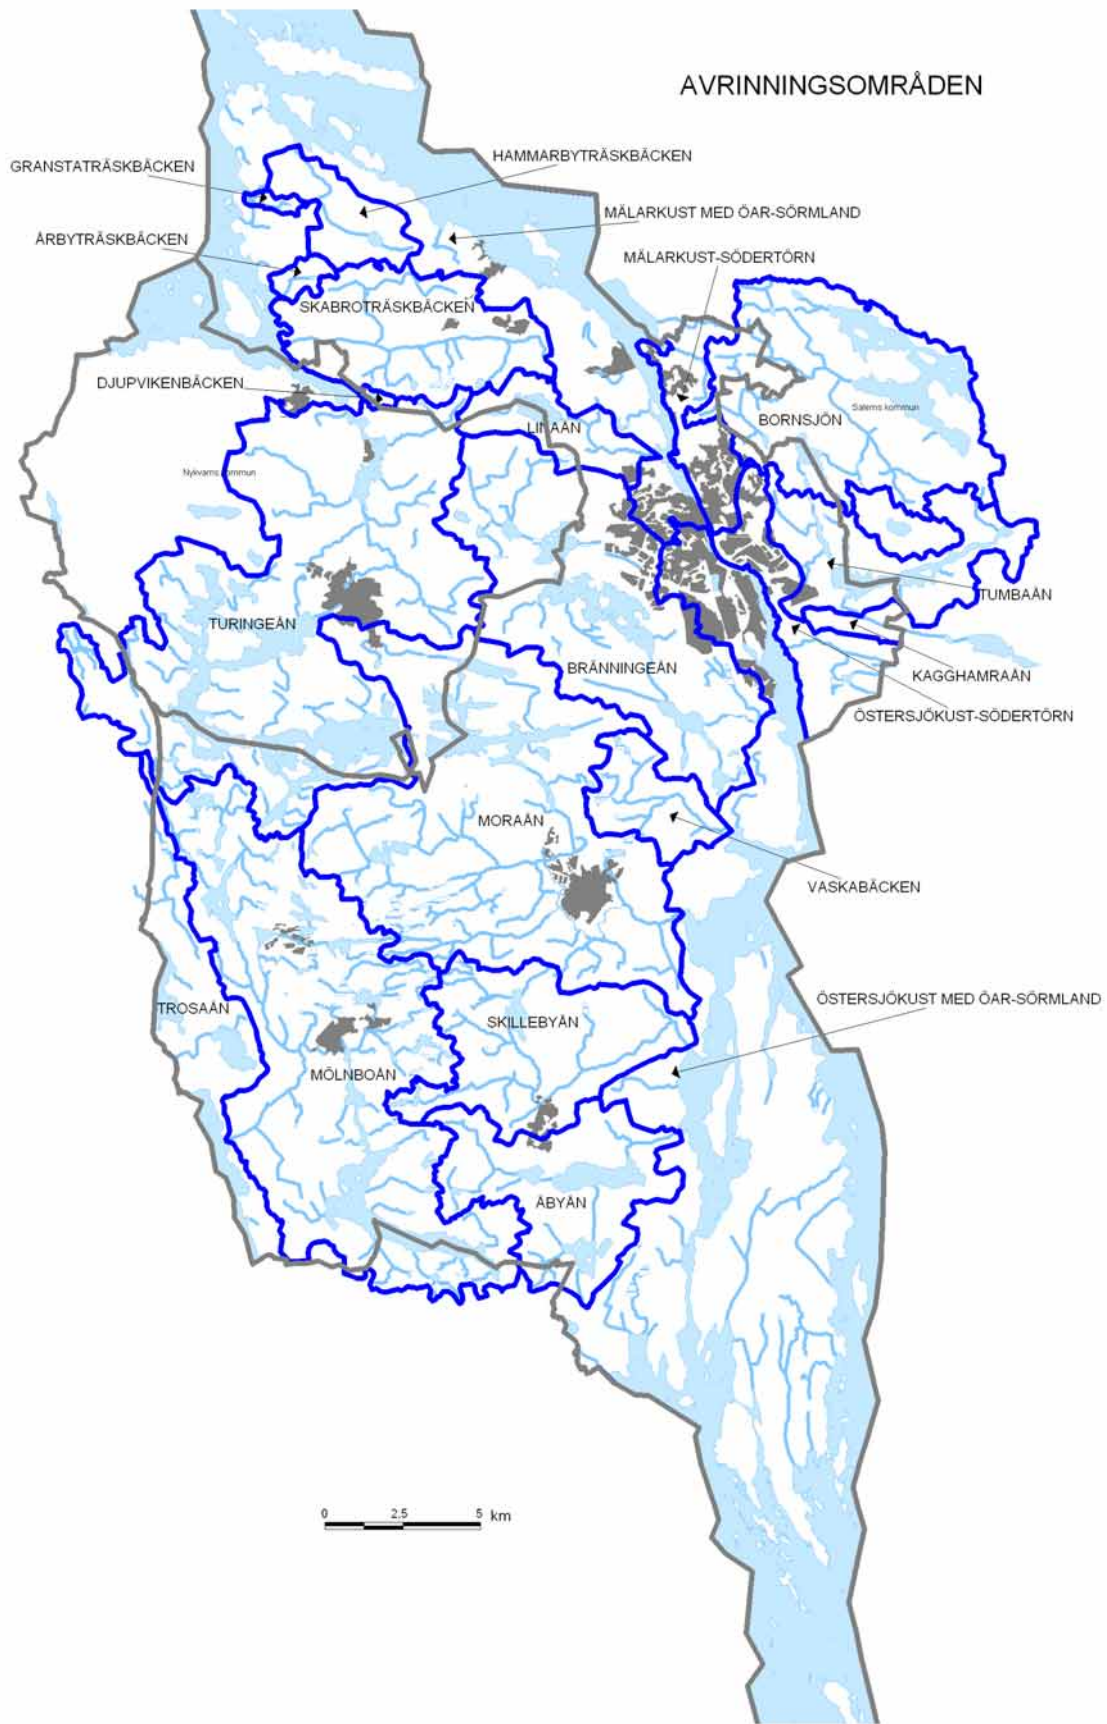 AVRINNINGSOMRÅDEN
HAMMARBYTRÄSKBÄCKEN
GRANSTATRÄSKBÄCKEN
MÄLARKUST MED ÖAR-SÖRMLAND
ÅRBYTRÄSKBÄCKEN
MÄLARKUST-SÖDERTÖRN
SKABROTRÄSKBÄCKEN
DJUPVIKENBÄCKEN
Salems kommun
BORNSJÖN
LINAÅN
Nykvarns kommun
TUMBAÅN
TURINGEÅN
BRÄNNINGEÅN
KAGGHAMRAÅN
ÖSTERSJÖKUST-SÖDERTÖRN
MORAÅN
VASKABÄCKEN
ÖSTERSJÖKUST MED ÖAR-SÖRMLAND
TROSAÅN
SKILLEBYÅN
MÖLNBOÅN
ÅBYÅN
0 2,5 5 km